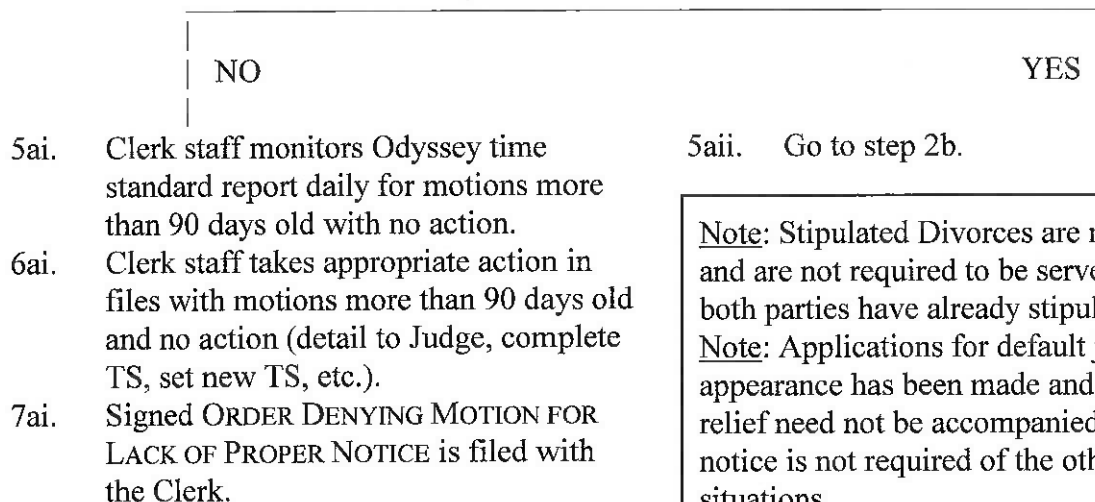 NO
YES
5ai. Clerk staff monitors Odyssey time
standard report daily for motions more
than 90 days old with no action.
6ai. Clerk staff takes appropriate action in
files with motions more than 90 days old
and no action (detail to Judge, complete
TS, set new TS, etc.).
7ai. Signed ORDER DENYING MOTION FOR
LACK OF PROPER NOTICE is filed with
the Clerk.
5aii. Go to step 2b.
Note: Stipulated Divorces are
and are not required to be
both parties have already
Note: Applications for default
appearance has been made and
relief need not be accompanied
notice is not required of the
situations